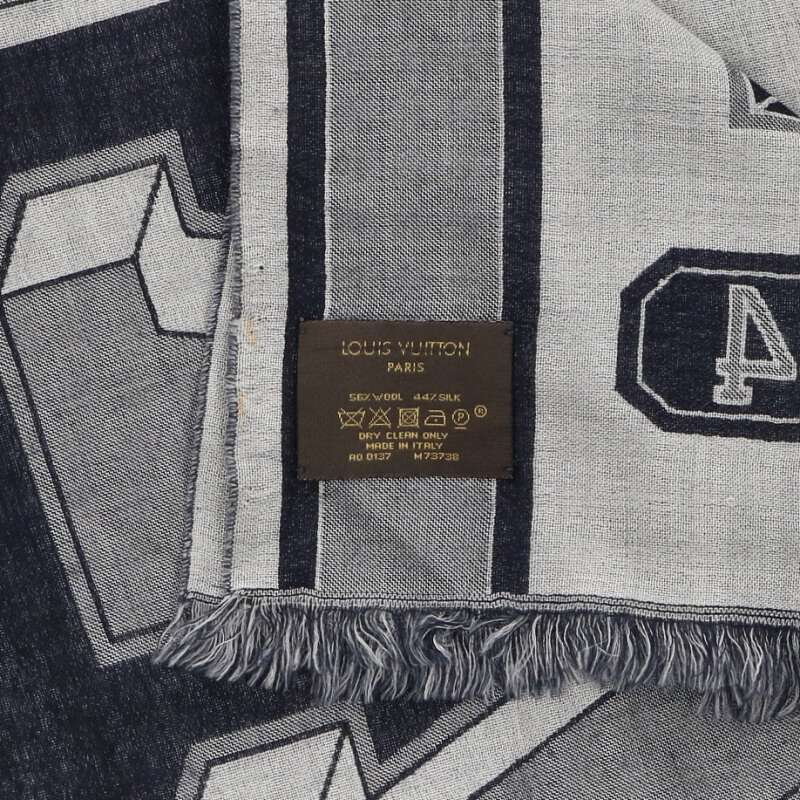 LOUIS VUITTON
PARIS
56% WOOL 44% SILK
P ®
DRY CLEAN ONLY
MADE IN ITALY
AO 0137 M73738
4